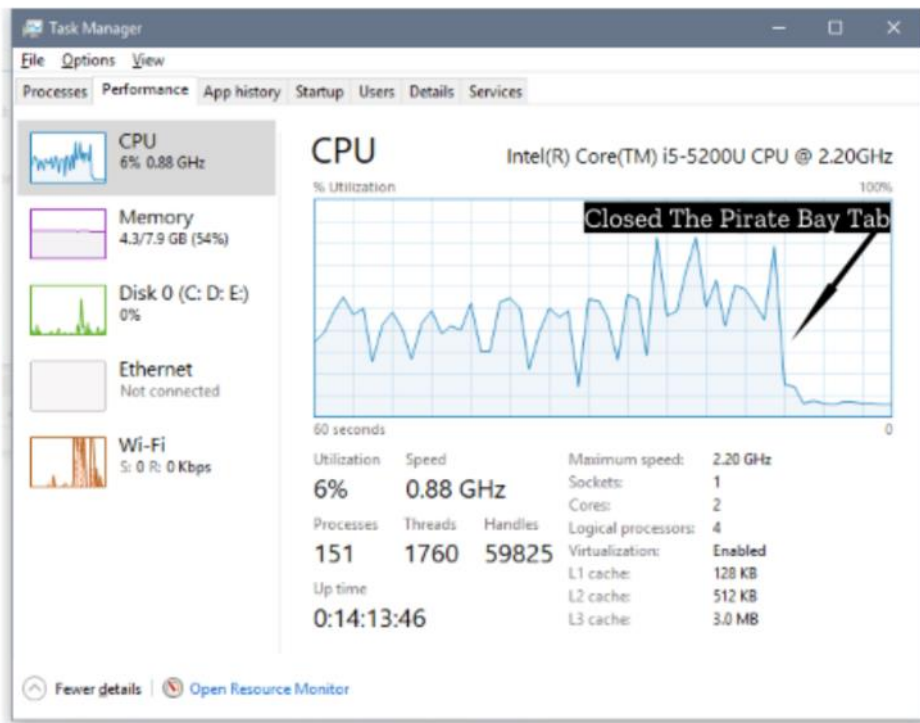 Task Manager
File Options View
Processes Performance App history Startup Users Details Services
CPU
6% 0.88 GHz
Memory
4.3/7.9 GB (54%)
Disk 0 (C: D: E:)
0%
Ethernet
Not connected
Wi-Fi
S: 0 R: 0 Kbps
CPU Intel(R) Core(TM) i5-5200U CPU @ 2.20GHz
% Utilization 100%
Closed The Pirate Bay Tab
60 seconds 0
Utilization Speed
6% 0.88 GHz
Processes Threads Handles
151 1760 59825
Up time
0:14:13:46
Maximum speed: 2.20 GHz
Sockets: 1
Cores: 2
Logical processors: 4
Virtualization: Enabled
L1 cache: 128 KB
L2 cache: 512 KB
L3 cache: 3.0 MB
Fewer details Open Resource Monitor